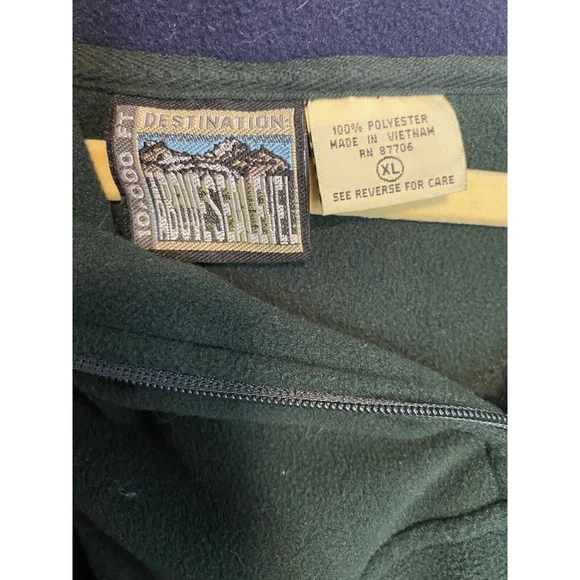 DESTINATION:
10,000 FT
ABOVE SEA LEVEL
100% POLYESTER
MADE IN VIETNAM
RN 87706
XL
SEE REVERSE FOR CARE